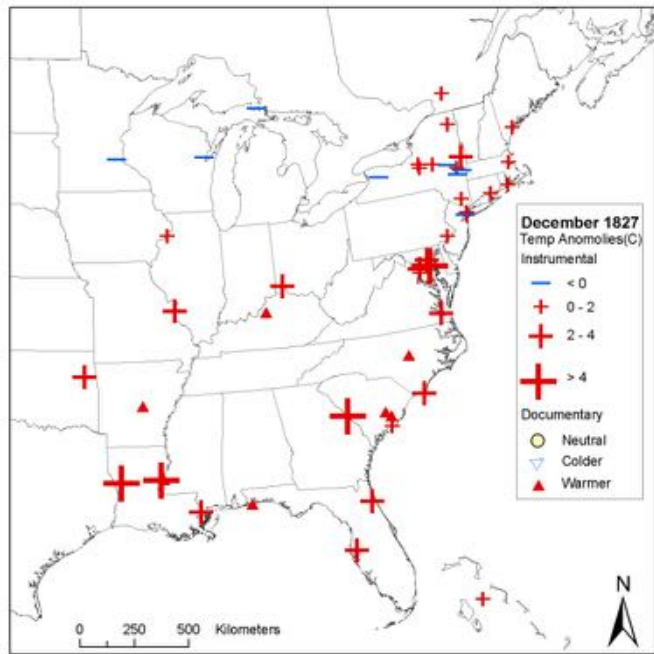 December 1827
Temp Anomolies(C)
Instrumental
< 0
0 - 2
2 - 4
> 4
Documentary
Neutral
Colder
Warmer
N
0 250 500 Kilometers